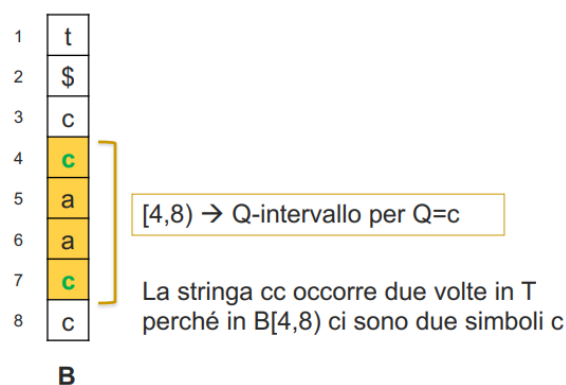 1 t
2 $
3 c
4 c
5 a
6 a
7 c
8 c
[4,8) → Q-intervallo per Q=c
La stringa cc occorre due volte in T
perché in B[4,8) ci sono due simboli c
B